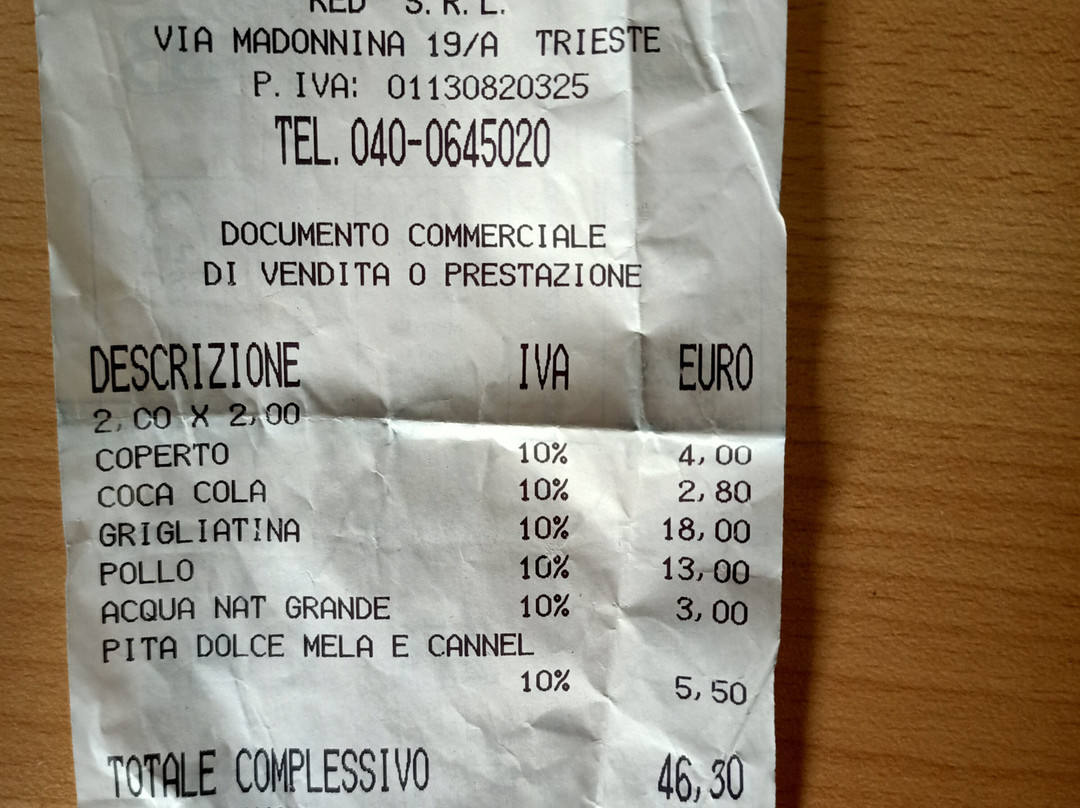 RED S.R.L.
VIA MADONNINA 19/A TRIESTE
P. IVA: 01130820325
TEL. 040-0645020
DOCUMENTO COMMERCIALE
DI VENDITA O PRESTAZIONE
DESCRIZIONE IVA EURO
2,00 X 2,00
COPERTO 10% 4,00
COCA COLA 10% 2,80
GRIGLIATINA 10% 18,00
POLLO 10% 13,00
ACQUA NAT GRANDE 10% 3,00
PITA DOLCE MELA E CANNEL
10% 5,50
TOTALE COMPLESSIVO 46,30